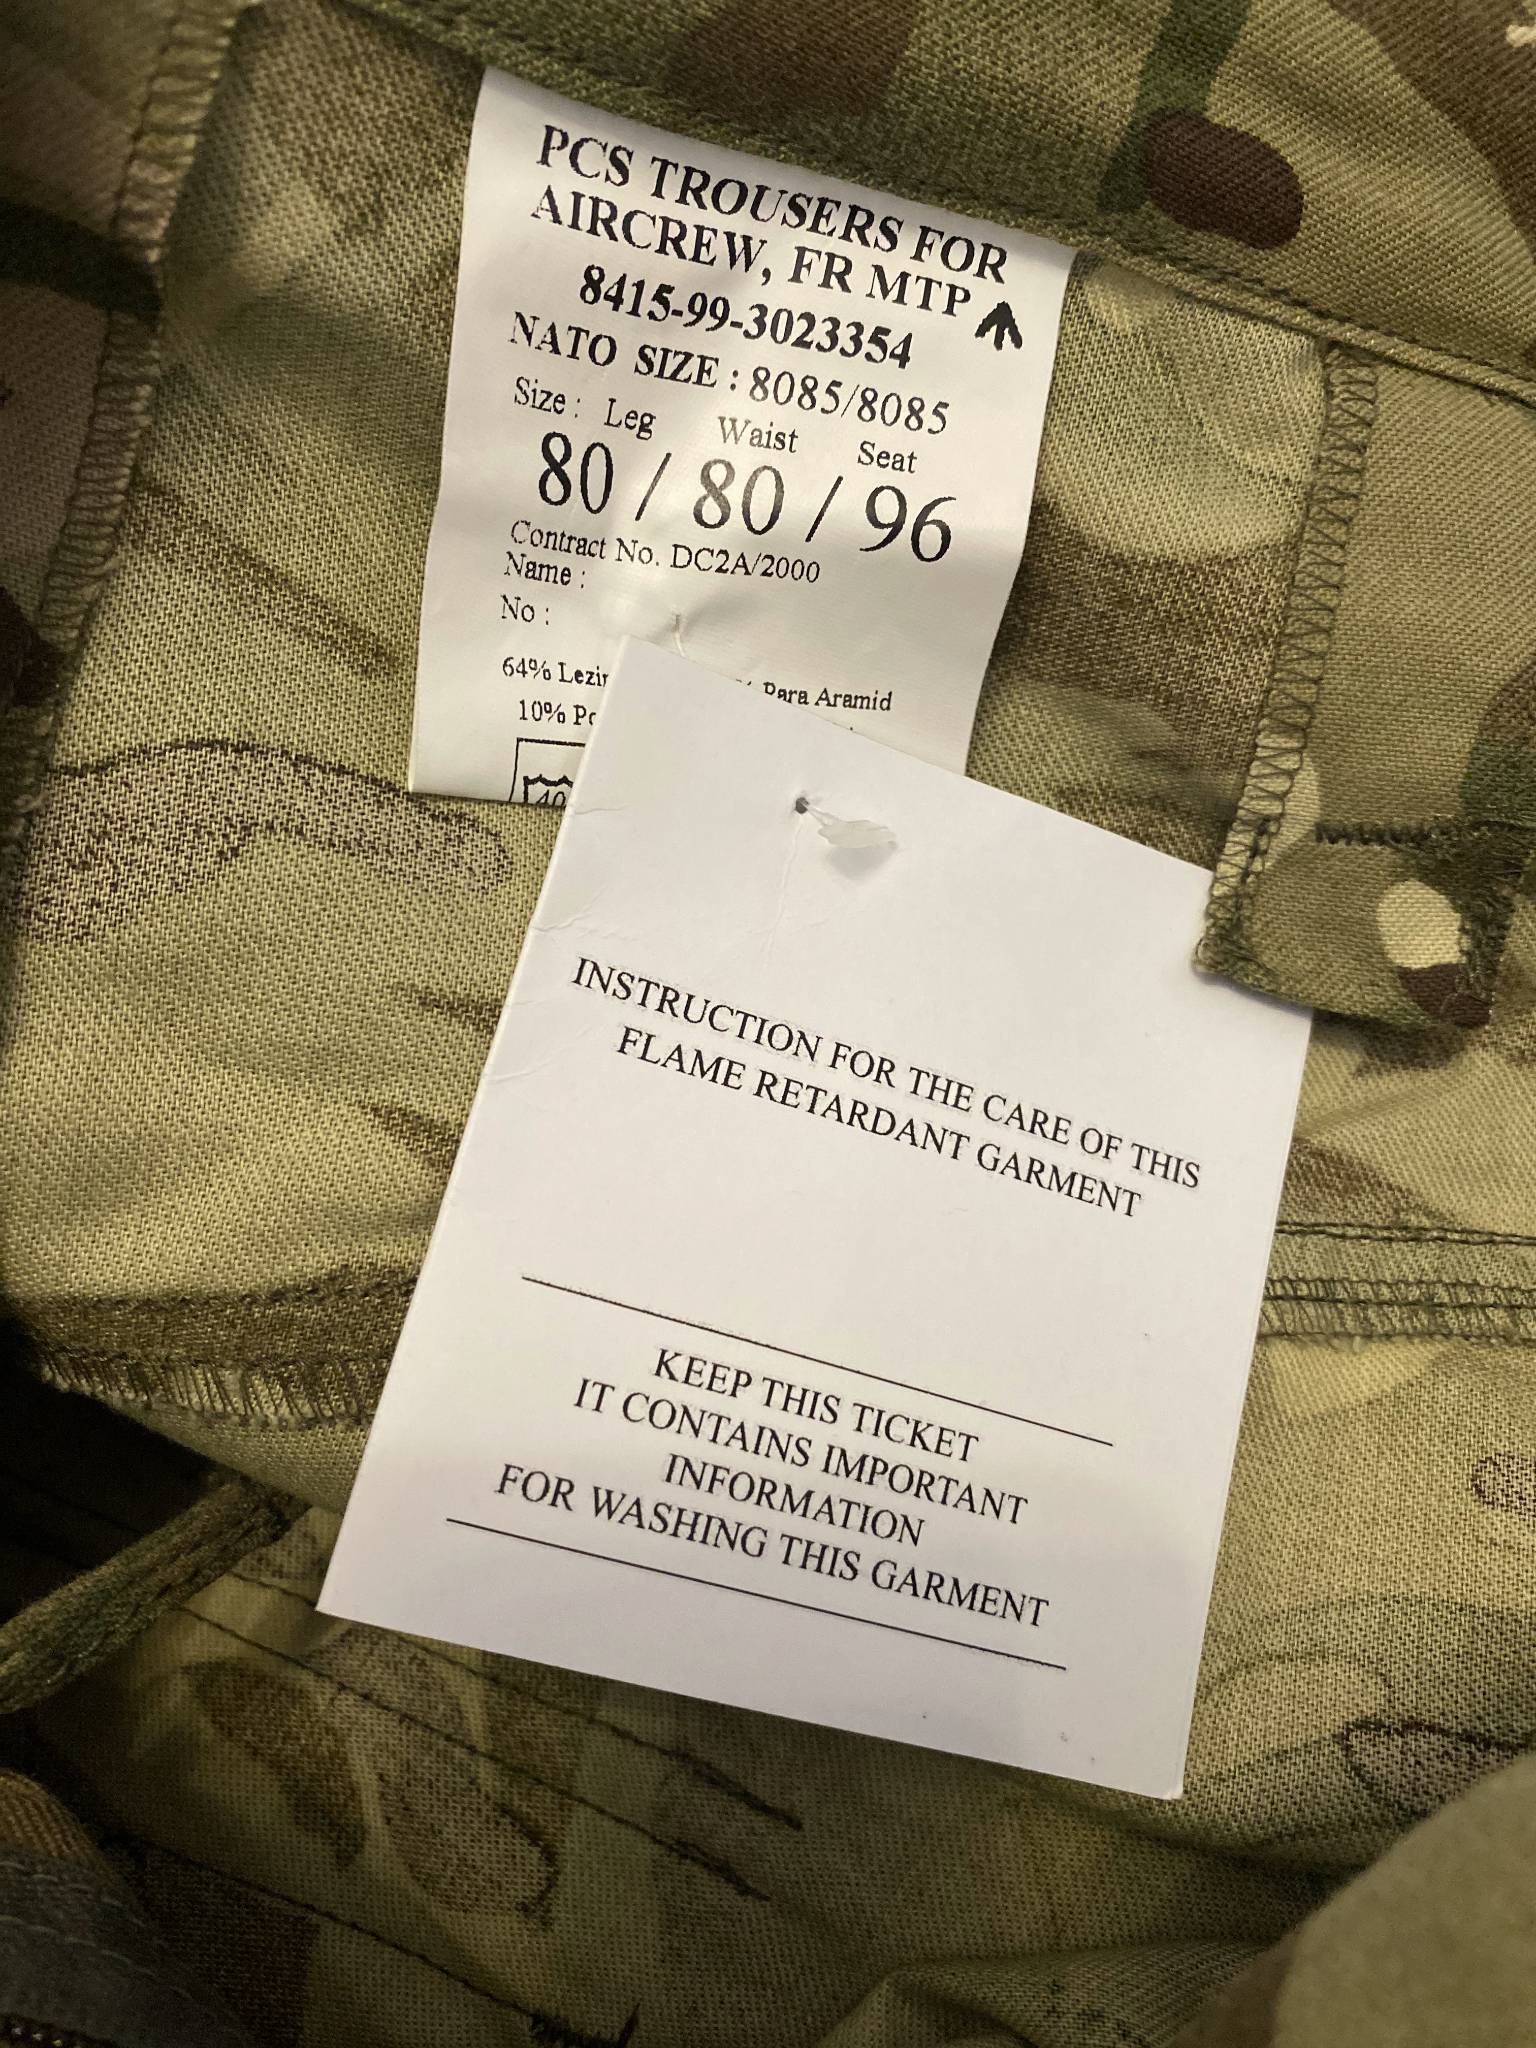 PCS TROUSERS FOR
AIRCREW, FR MTP
8415-99-3023354
NATO SIZE : 8085/8085
Size : Leg Waist Seat
80 / 80 / 96
Contract No. DC2A/2000
Name :
No :
64% Para Aramid
10%
40
INSTRUCTION FOR THE CARE OF THIS
FLAME RETARDANT GARMENT
KEEP THIS TICKET
IT CONTAINS IMPORTANT
INFORMATION
FOR WASHING THIS GARMENT